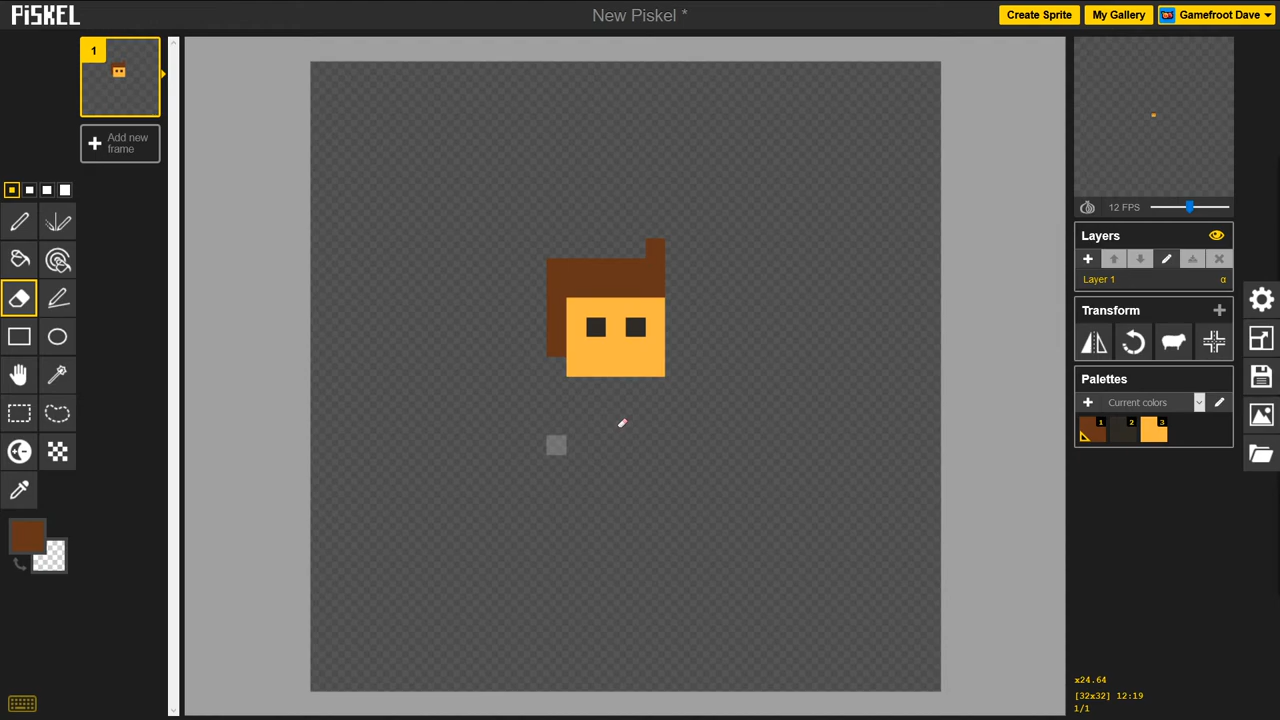 PiSKEL
New Piskel *
Create Sprite
My Gallery
Gamefroot Dave
1
Add new
frame
12 FPS
Layers
Layer 1
α
Transform
Palettes
Current colors
1
2
3
x24.64
[32x32] 12:19
1/1